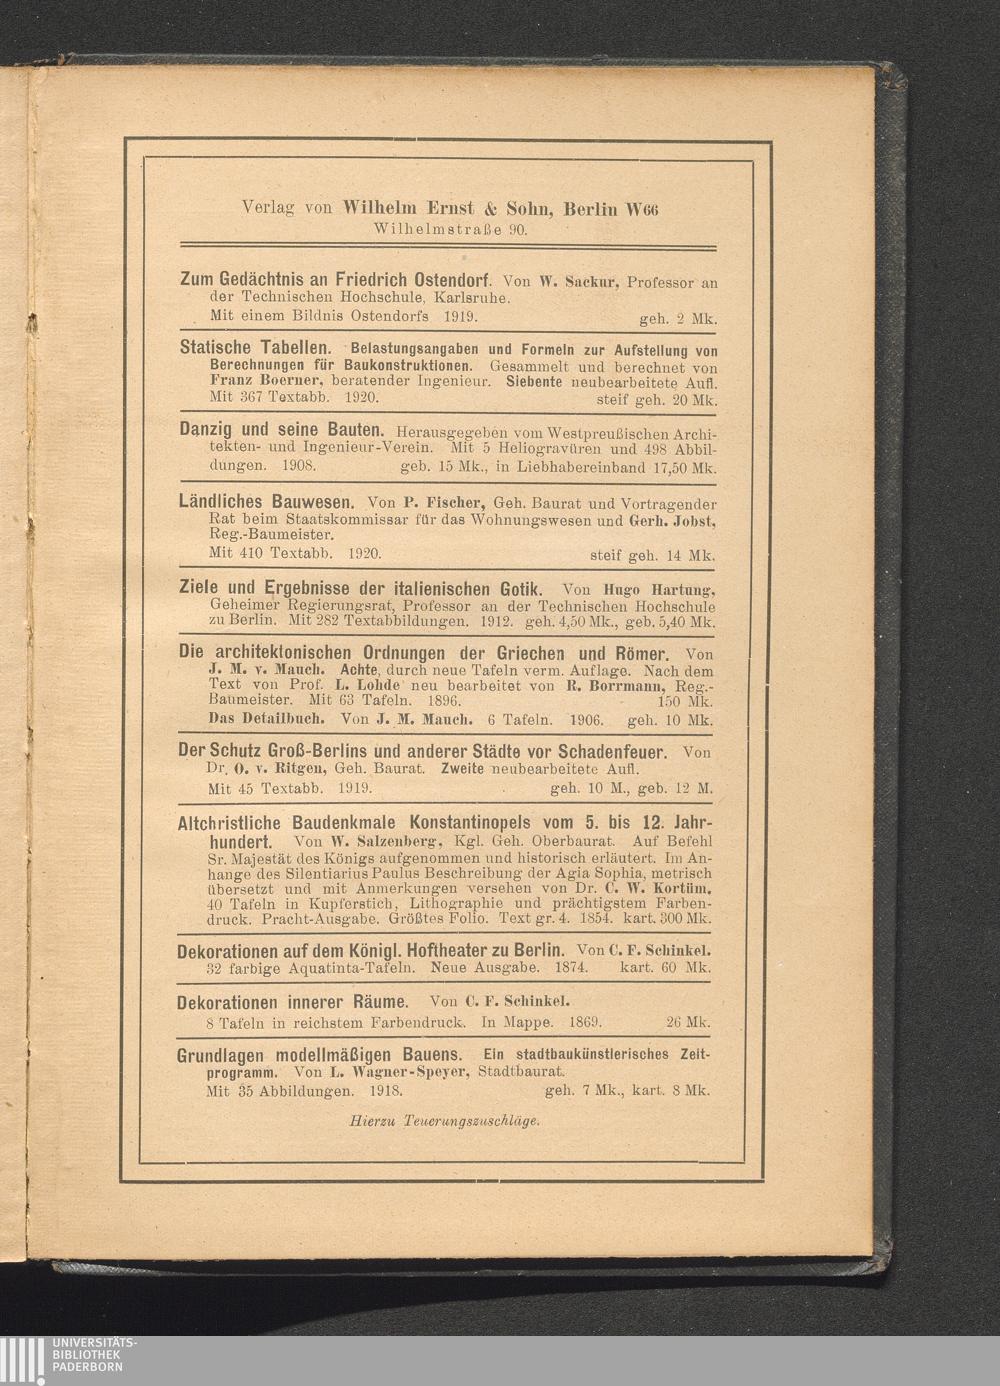 Verlag von Wilhelm Ernst & Sohn, Berlin W66
Wilhelmstraße 90.
Zum Gedächtnis an Friedrich Ostendorf. Von W. Sackur, Professor an
der Technischen Hochschule, Karlsruhe.
Mit einem Bildnis Ostendorfs 1919. geh. 2 Mk.
Statische Tabellen. Belastungsangaben und Formeln zur Aufstellung von
Berechnungen für Baukonstruktionen. Gesammelt und berechnet von
Franz Boerner, beratender Ingenieur. Siebente neubearbeitete Aufl.
Mit 367 Textabb. 1920. steif geh. 20 Mk.
Danzig und seine Bauten. Herausgegeben vom Westpreußischen Archi-
tekten- und Ingenieur-Verein. Mit 5 Heliogravüren und 498 Abbil-
dungen. 1908. geb. 15 Mk., in Liebhabereinband 17,50 Mk.
Ländliches Bauwesen. Von P. Fischer, Geh. Baurat und Vortragender
Rat beim Staatskommissar für das Wohnungswesen und Gerh. Jobst,
Reg.-Baumeister.
Mit 410 Textabb. 1920. steif geh. 14 Mk.
Ziele und Ergebnisse der italienischen Gotik. Von Hugo Hartung,
Geheimer Regierungsrat, Professor an der Technischen Hochschule
zu Berlin. Mit 282 Textabbildungen. 1912. geh. 4,50 Mk., geb. 5,40 Mk.
Die architektonischen Ordnungen der Griechen und Römer. Von
J. M. v. Mauch. Achte, durch neue Tafeln verm. Auflage. Nach dem
Text von Prof. L. Lohde neu bearbeitet von R. Borrmann, Reg.-
Baumeister. Mit 63 Tafeln. 1896. 150 Mk.
Das Detailbuch. Von J. M. Mauch. 6 Tafeln. 1906. geh. 10 Mk.
Der Schutz Groß-Berlins und anderer Städte vor Schadenfeuer. Von
Dr. O. v. Ritgen, Geh. Baurat. Zweite neubearbeitete Aufl.
Mit 45 Textabb. 1919. geh. 10 M., geb. 12 M.
Altchristliche Baudenkmale Konstantinopels vom 5. bis 12. Jahr-
hundert. Von W. Salzenberg, Kgl. Geh. Oberbaurat. Auf Befehl
Sr. Majestät des Königs aufgenommen und historisch erläutert. Im An-
hange des Silentiarius Paulus Beschreibung der Agia Sophia, metrisch
übersetzt und mit Anmerkungen versehen von Dr. C. W. Kortüm.
40 Tafeln in Kupferstich, Lithographie und prächtigstem Farben-
druck. Pracht-Ausgabe. Größtes Folio. Text gr. 4. 1854. kart. 300 Mk.
Dekorationen auf dem Königl. Hoftheater zu Berlin. Von C. F. Schinkel.
32 farbige Aquatinta-Tafeln. Neue Ausgabe. 1874. kart. 60 Mk.
Dekorationen innerer Räume. Von C. F. Schinkel.
8 Tafeln in reichstem Farbendruck. In Mappe. 1869. 26 Mk.
Grundlagen modellmäßigen Bauens. Ein stadtbaukünstlerisches Zeit-
programm. Von L. Wagner-Speyer, Stadtbaurat.
Mit 35 Abbildungen. 1918. geh. 7 Mk., kart. 8 Mk.
Hierzu Teuerungszuschläge.
UNIVERSITÄTS-
BIBLIOTHEK
PADERBORN